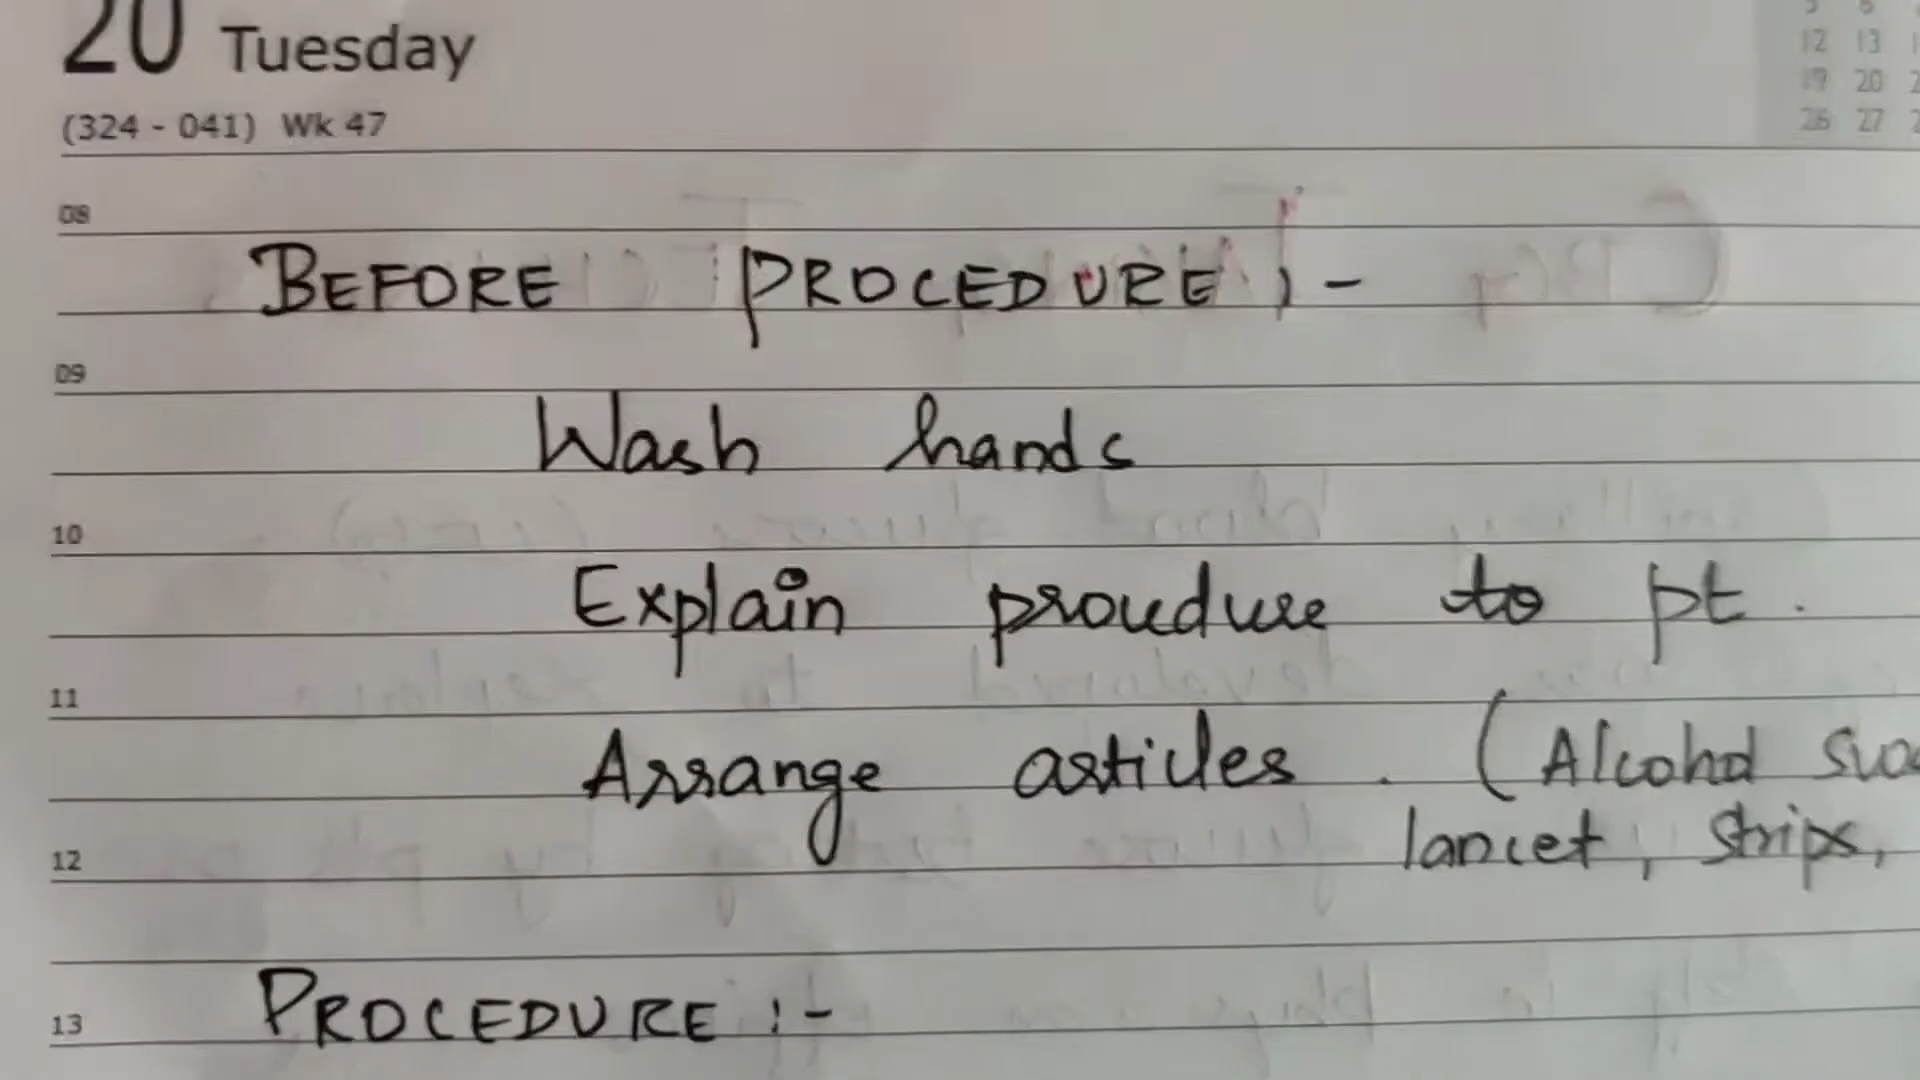 20 Tuesday
(324 - 041) Wk 47
12 13
19 20
26 27
08
BEFORE PROCEDURE :-
09
Wash hands
10
Explain procedure to pt.
11
Arrange articles. (Alcohol
lancet, strips,
12
PROCEDURE :-
13